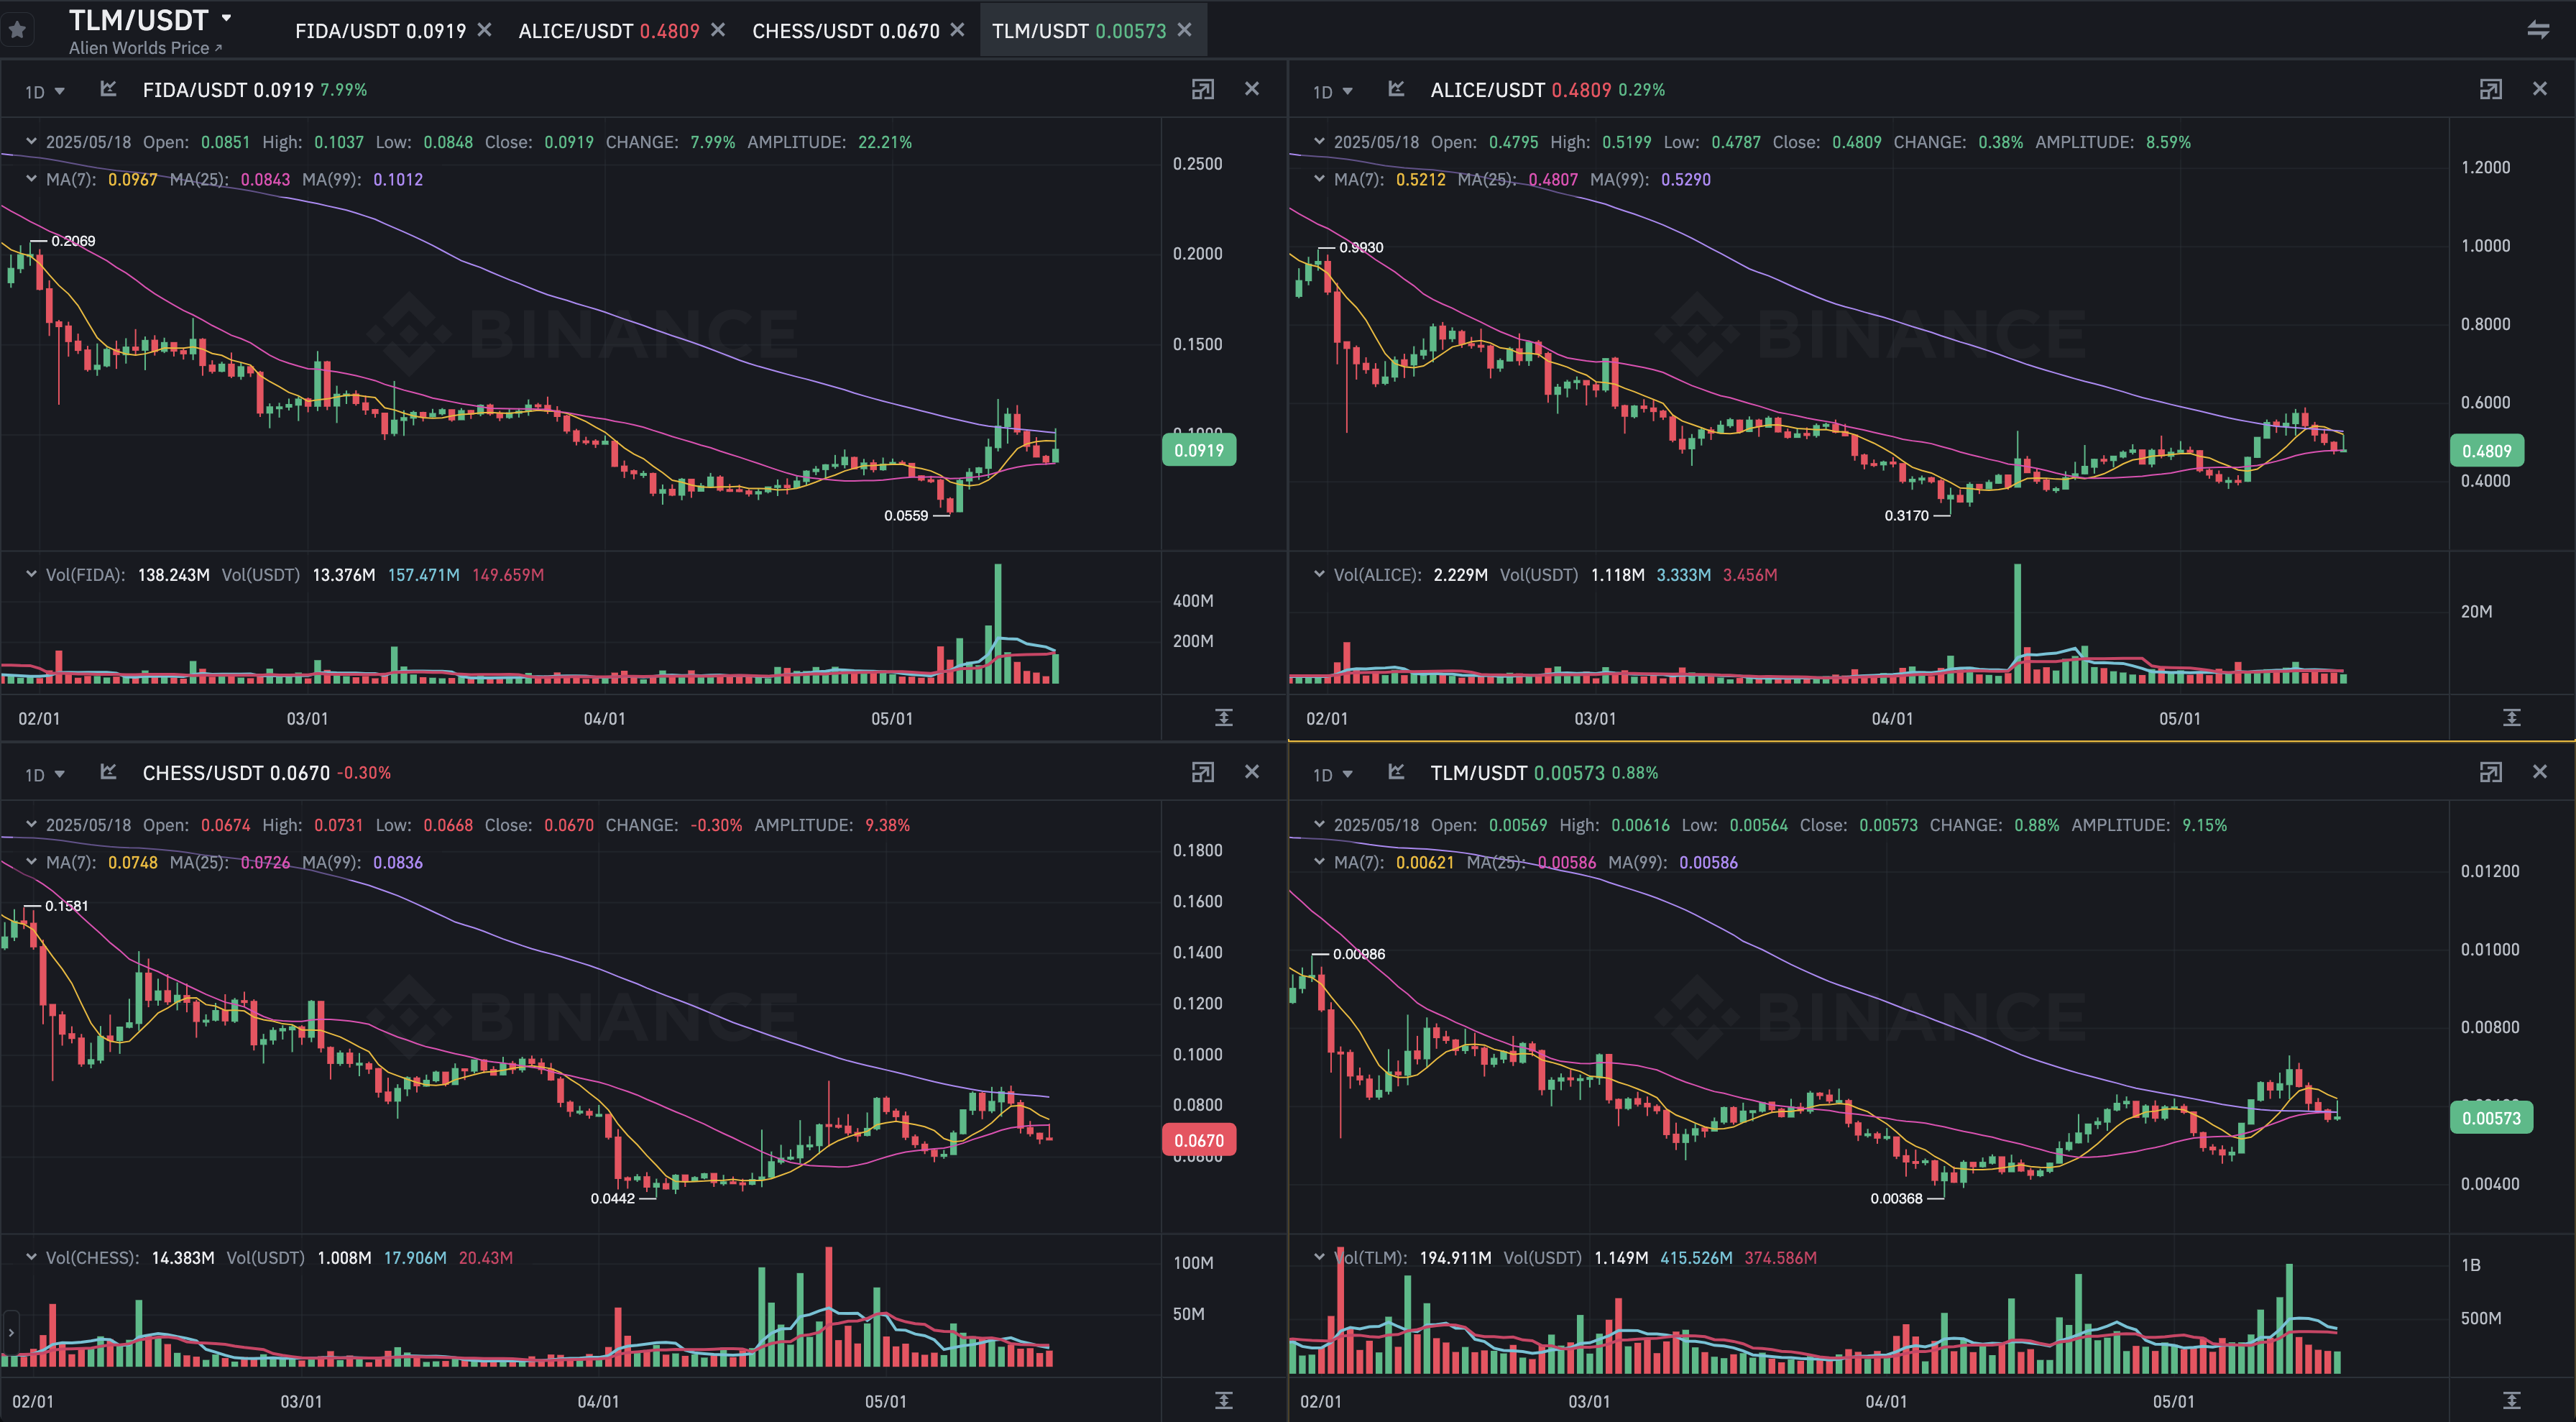 TLM/USDT
Alien Worlds Price
FIDA/USDT 0.0919 ALICE/USDT 0.4809 CHESS/USDT 0.0670 TLM/USDT 0.00573
1D FIDA/USDT 0.0919 7.99%
2025/05/18 Open: 0.0851 High: 0.1037 Low: 0.0848 Close: 0.0919 CHANGE: 7.99% AMPLITUDE: 22.21%
MA(7): 0.0967 MA(25): 0.0843 MA(99): 0.1012
0.2500
0.2069
0.2000
BINANCE
0.1500
0.1000
0.0919
0.0559
Vol(FIDA): 138.243M Vol(USDT) 13.376M 157.471M 149.659M
400M
200M
02/01 03/01 04/01 05/01
1D ALICE/USDT 0.4809 0.29%
2025/05/18 Open: 0.4795 High: 0.5199 Low: 0.4787 Close: 0.4809 CHANGE: 0.38% AMPLITUDE: 8.59%
MA(7): 0.5212 MA(25): 0.4807 MA(99): 0.5290
1.2000
0.9930
1.0000
BINANCE
0.8000
0.6000
0.4809
0.4000
0.3170
Vol(ALICE): 2.229M Vol(USDT) 1.118M 3.333M 3.456M
20M
02/01 03/01 04/01 05/01
1D CHESS/USDT 0.0670 -0.30%
2025/05/18 Open: 0.0674 High: 0.0731 Low: 0.0668 Close: 0.0670 CHANGE: -0.30% AMPLITUDE: 9.38%
MA(7): 0.0748 MA(25): 0.0726 MA(99): 0.0836
0.1800
0.1600
0.1581
0.1400
BINANCE
0.1200
0.1000
0.0800
0.0670
0.0600
0.0442
Vol(CHESS): 14.383M Vol(USDT) 1.008M 17.906M 20.43M
100M
50M
02/01 03/01 04/01 05/01
1D TLM/USDT 0.00573 0.88%
2025/05/18 Open: 0.00569 High: 0.00616 Low: 0.00564 Close: 0.00573 CHANGE: 0.88% AMPLITUDE: 9.15%
MA(7): 0.00621 MA(25): 0.00586 MA(99): 0.00586
0.01200
0.00986
0.01000
BINANCE
0.00800
0.00573
0.00400
0.00368
Vol(TLM): 194.911M Vol(USDT) 1.149M 415.526M 374.586M
1B
500M
02/01 03/01 04/01 05/01